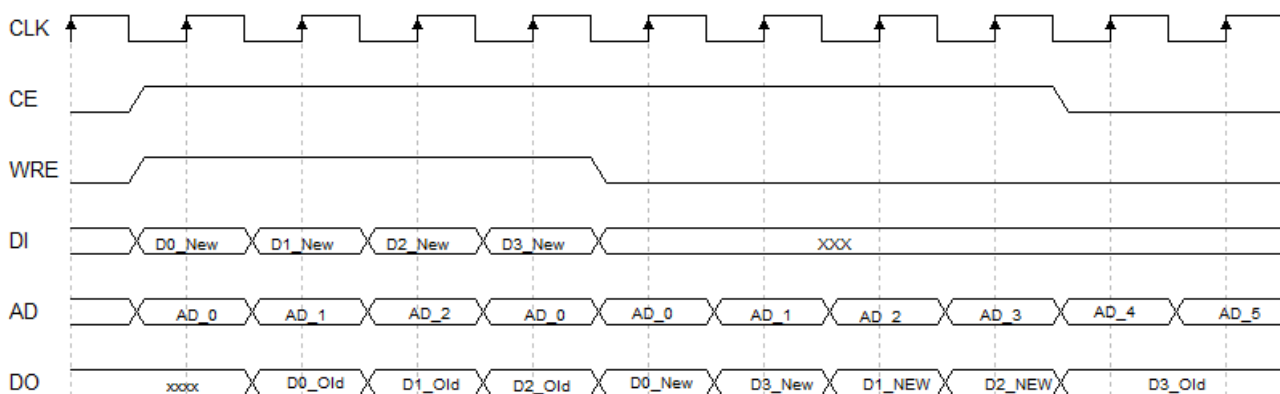 CLK
CE
WRE
DI D0_New D1_New D2_New D3_New XXX
AD AD_0 AD_1 AD_2 AD_0 AD_0 AD_1 AD_2 AD_3 AD_4 AD_5
DO xxxx D0_Old D1_Old D2_Old D0_New D3_New D1_NEW D2_NEW D3_Old